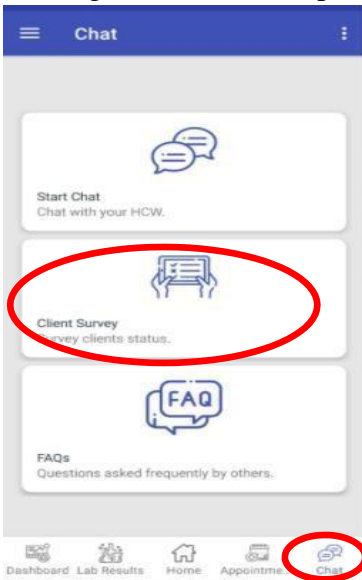 Chat
Start Chat
Chat with your HCW.
Client Survey
Survey clients status.
FAQ
FAQs
Questions asked frequently by others.
Dashboard Lab Results Home Appointme Chat